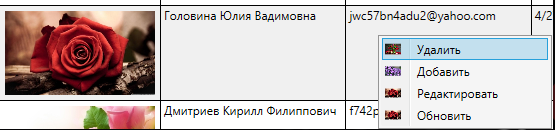 Головина Юлия Вадимовна jwc57bn4adu2@yahoo.com 4/2
Удалить
Добавить
Редактировать
Обновить
Дмитриев Кирилл Филиппович f742p